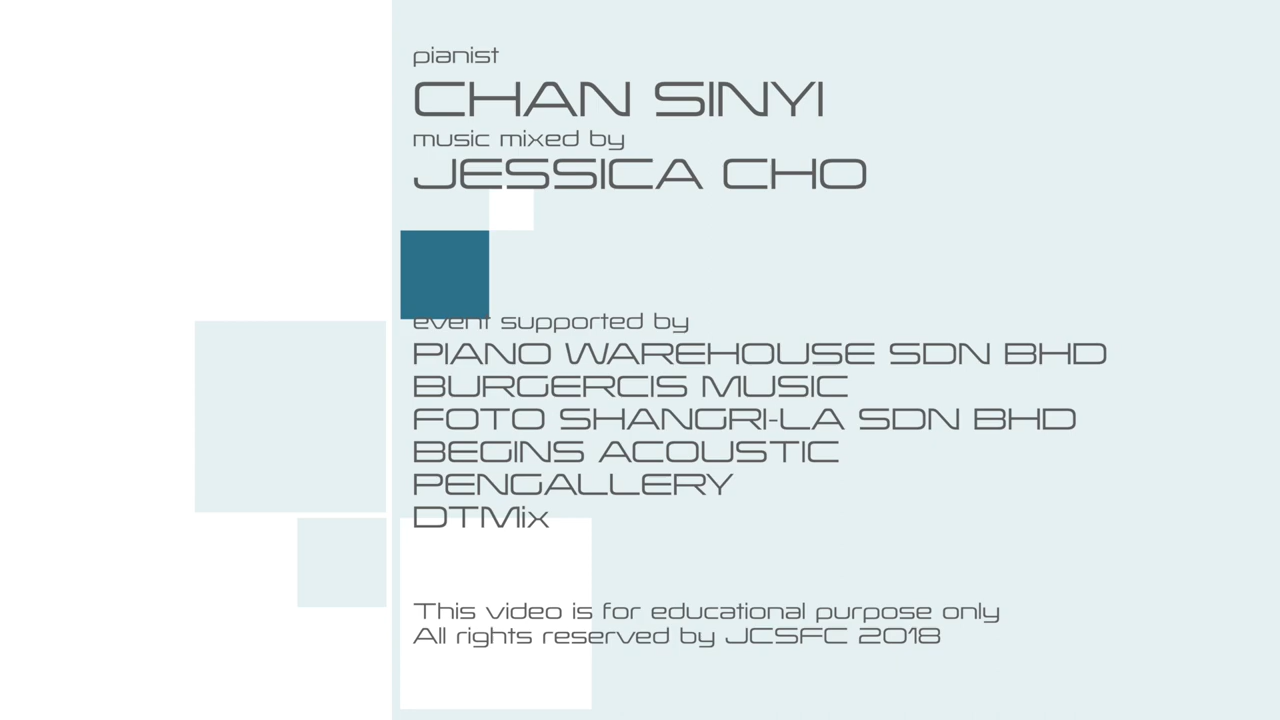 pianist
CHAN SINYI
music mixed by
JESSICA CHO
event supported by
PIANO WAREHOUSE SDN BHD
BURGERCIS MUSIC
FOTO SHANGRI-LA SDN BHD
BEGINS ACOUSTIC
PENGALLERY
DTMix
This video is for educational purpose only
All rights reserved by JCSFC 2018